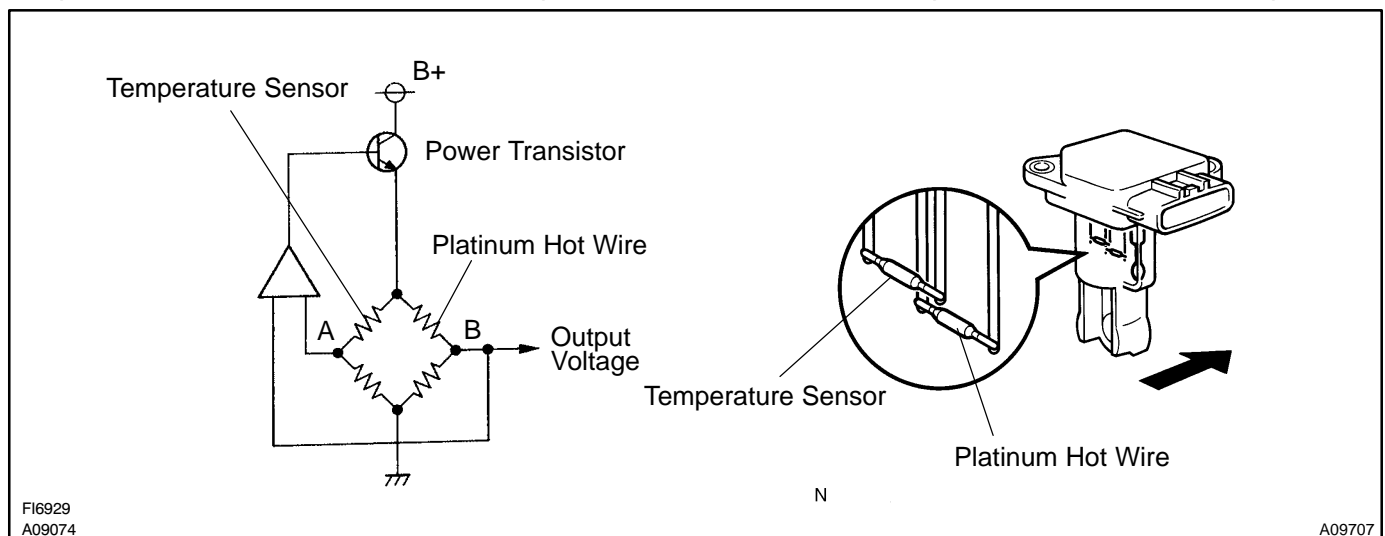 B+
Temperature Sensor
Power Transistor
Platinum Hot Wire
A
B
Output
Voltage
Temperature Sensor
Platinum Hot Wire
N
FI6929
A09074
A09707